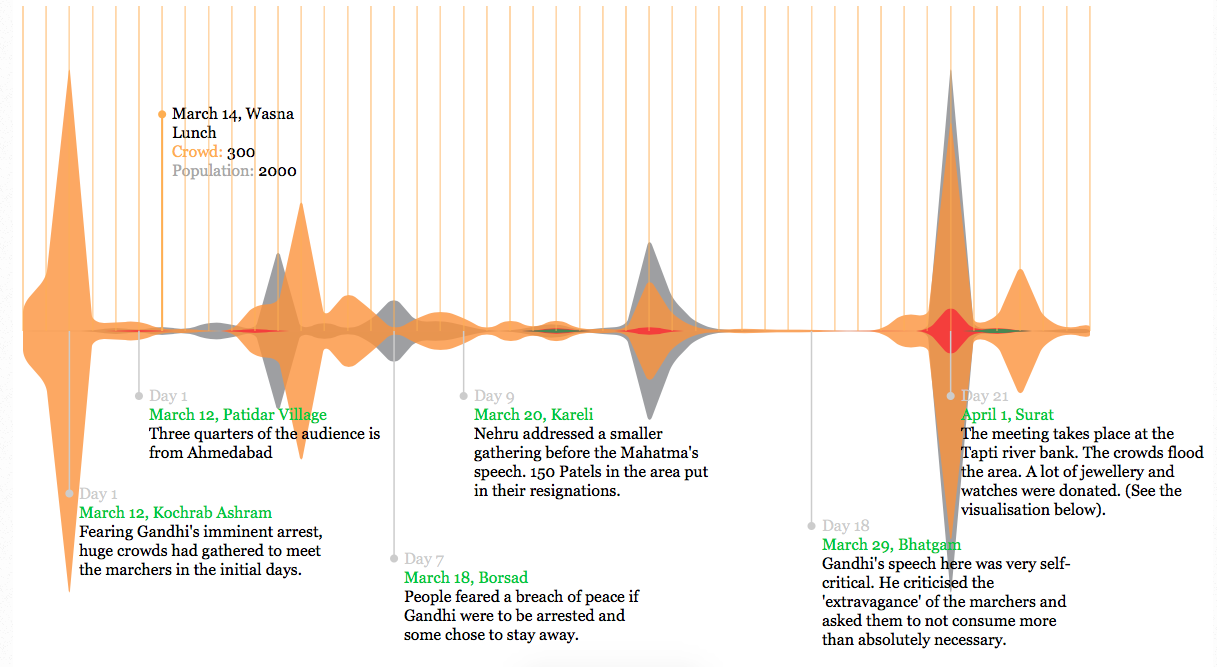 March 14, Wasna
Lunch
Crowd: 300
Population: 2000
Day 1
March 12, Patidar Village
Three quarters of the audience is
from Ahmedabad
Day 9
March 20, Kareli
Nehru addressed a smaller
gathering before the Mahatma's
speech. 150 Patels in the area put
in their resignations.
Day 21
April 1, Surat
The meeting takes place at the
Tapti river bank. The crowds flood
the area. A lot of jewellery and
watches were donated. (See the
visualisation below).
Day 1
March 12, Kochrab Ashram
Fearing Gandhi's imminent arrest,
huge crowds had gathered to meet
the marchers in the initial days.
Day 7
March 18, Borsad
People feared a breach of peace if
Gandhi were to be arrested and
some chose to stay away.
Day 18
March 29, Bhatgam
Gandhi's speech here was very self-
critical. He criticised the
'extravagance' of the marchers and
asked them to not consume more
than absolutely necessary.